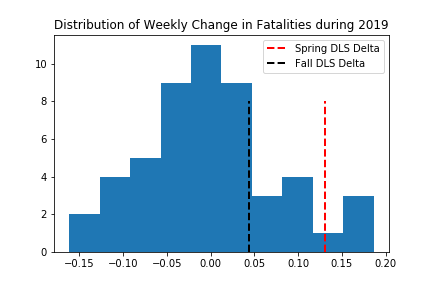 Distribution of Weekly Change in Fatalities during 2019
Spring DLS Delta
Fall DLS Delta
10
8
6
4
2
0
−0.15 −0.10 −0.05 0.00 0.05 0.10 0.15 0.20